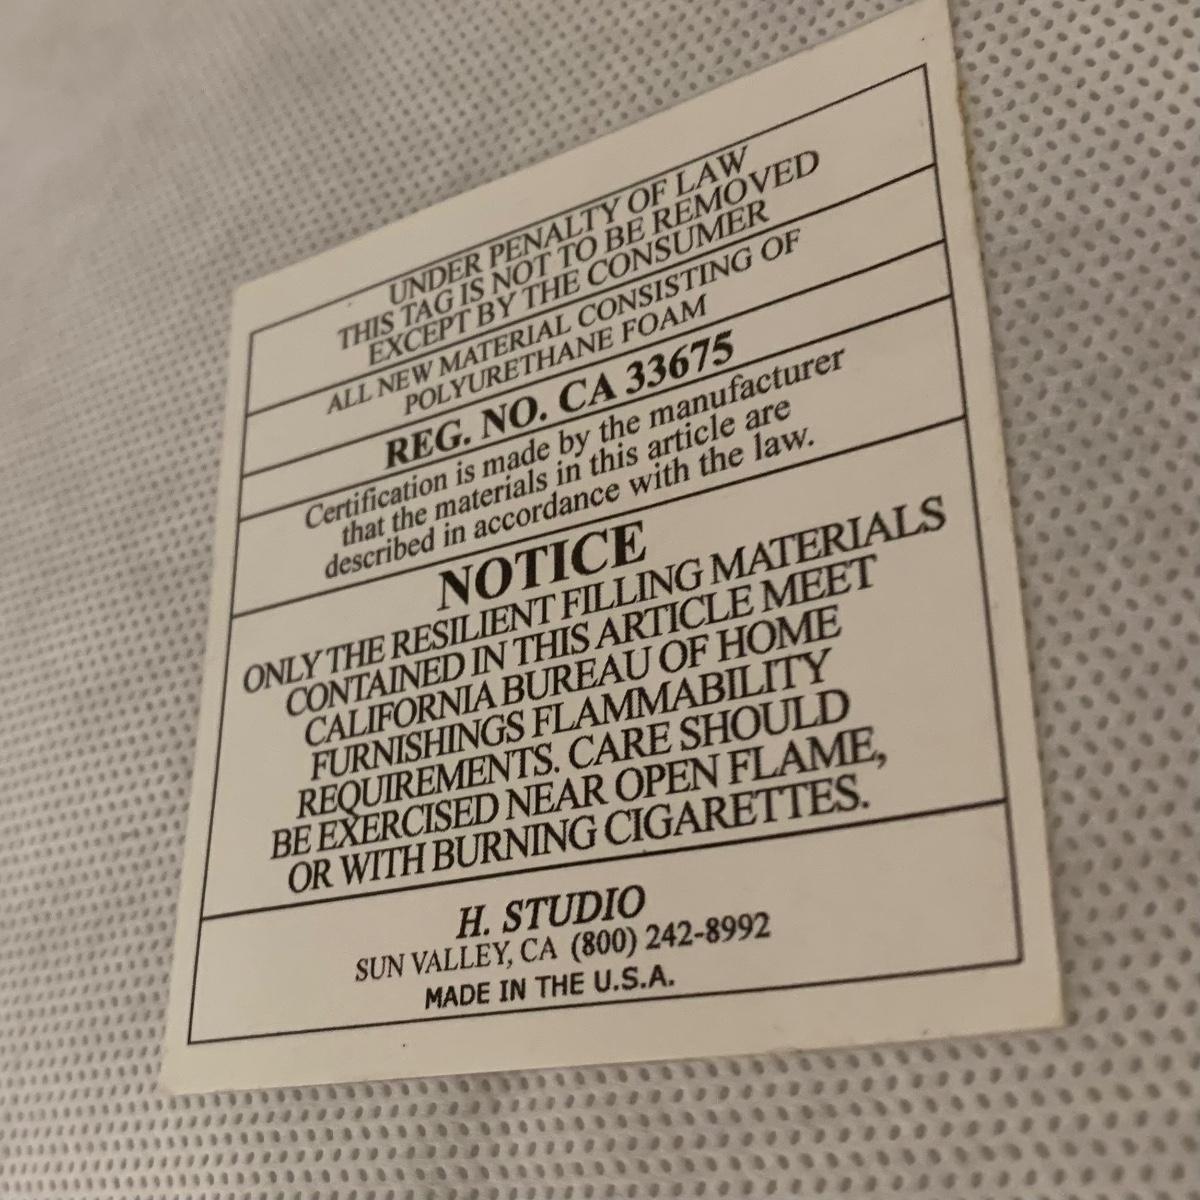 UNDER PENALTY OF LAW
THIS TAG IS NOT TO BE REMOVED
EXCEPT BY THE CONSUMER
ALL NEW MATERIAL CONSISTING OF
POLYURETHANE FOAM
REG. NO. CA 33675
Certification is made by the manufacturer
that the materials in this article are
described in accordance with the law.
NOTICE
ONLY THE RESILIENT FILLING MATERIALS
CONTAINED IN THIS ARTICLE MEET
CALIFORNIA BUREAU OF HOME
FURNISHINGS FLAMMABILITY
REQUIREMENTS. CARE SHOULD
BE EXERCISED NEAR OPEN FLAME,
OR WITH BURNING CIGARETTES.
H. STUDIO
SUN VALLEY, CA (800) 242-8992
MADE IN THE U.S.A.